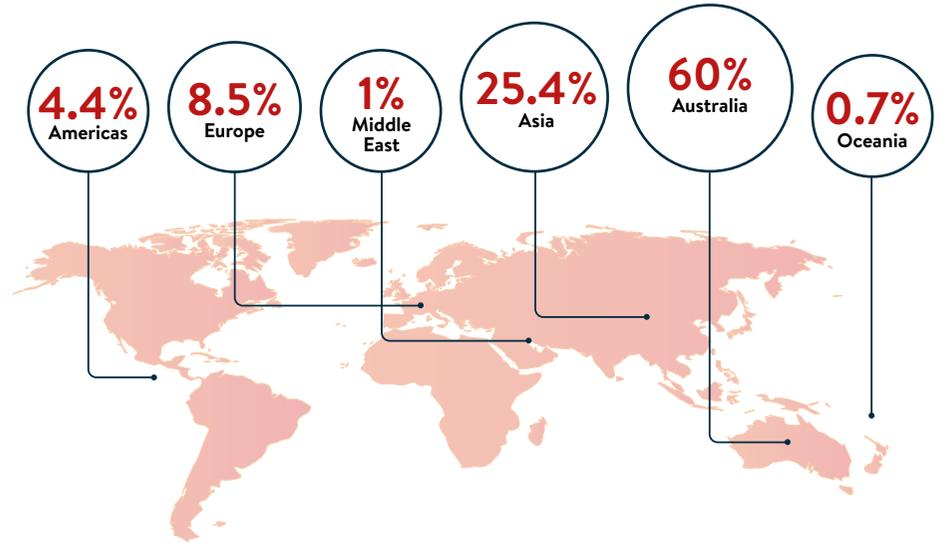 4.4%
Americas
8.5%
Europe
1%
Middle
East
25.4%
Asia
60%
Australia
0.7%
Oceania